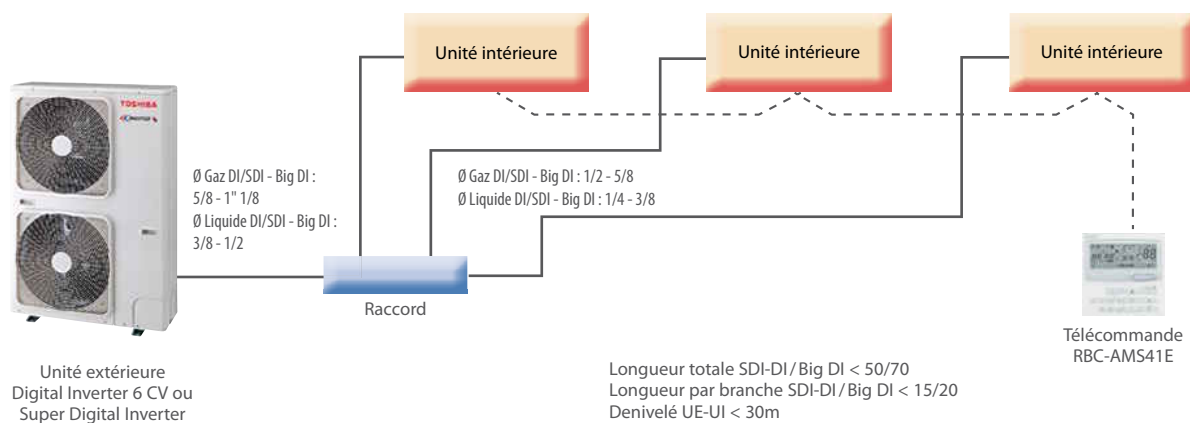 Unité intérieure
Unité intérieure
Unité intérieure
TOSHIBA
Ø Gaz DI/SDI - Big DI :
5/8 - 1" 1/8
Ø Liquide DI/SDI - Big DI :
3/8 - 1/2
Ø Gaz DI/SDI - Big DI : 1/2 - 5/8
Ø Liquide DI/SDI - Big DI : 1/4 - 3/8
Raccord
Télécommande
RBC-AMS41E
Unité extérieure
Digital Inverter 6 CV ou
Super Digital Inverter
Longueur totale SDI-DI / Big DI < 50/70
Longueur par branche SDI-DI / Big DI < 15/20
Denivelé UE-UI < 30m